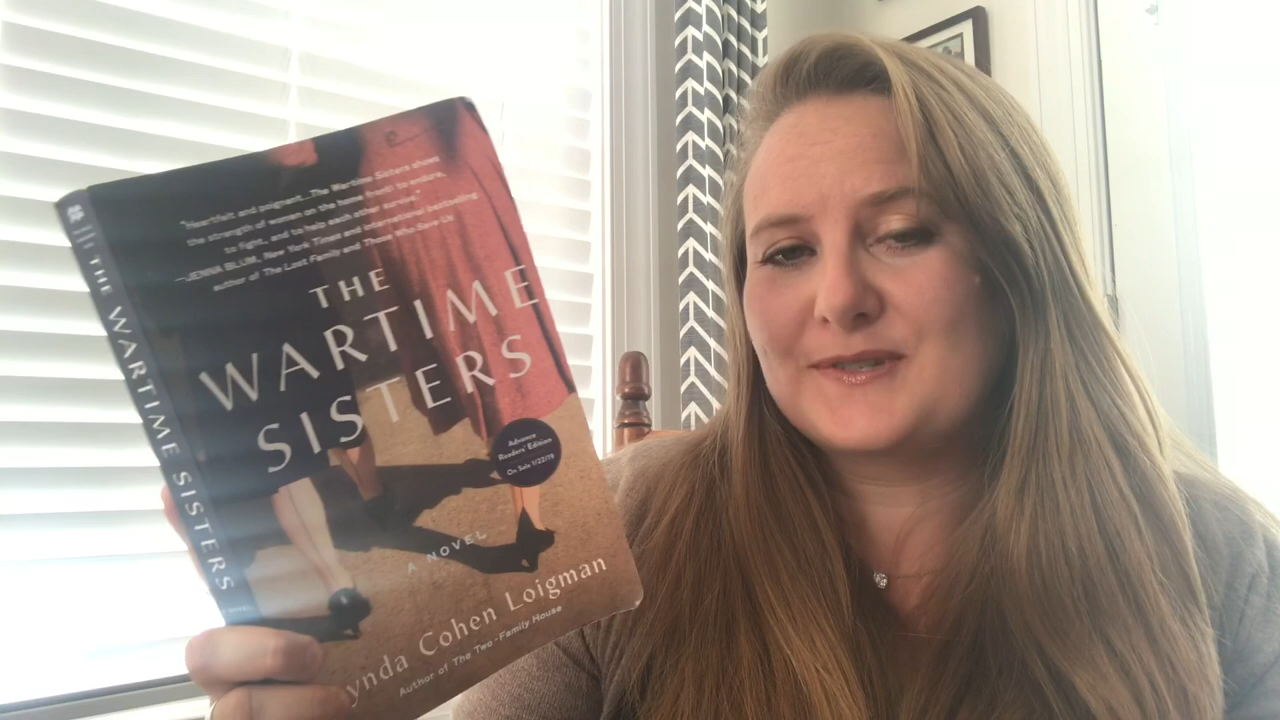 "Heartfelt and poignant...The Wartime Sisters shows
the strength of women on the home front: to endure,
to fight, and to help each other survive."
—JENNA BLUM, New York Times and international bestselling
author of The Lost Family and Those Who Save Us
THE
WARTIME
SISTERS
Advance
Readers' Edition
On Sale 1/22/19
A NOVEL
ynda Cohen Loigman
Author of The Two-Family House
THE WARTIME SISTERS